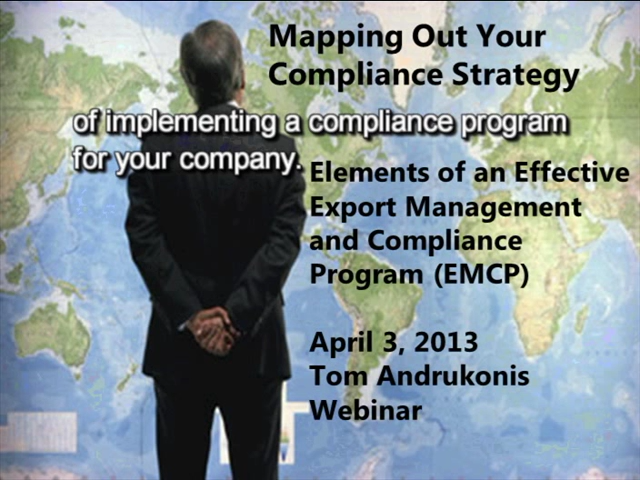 Mapping Out Your
Compliance Strategy
of implementing a compliance program
for your company.
Elements of an Effective
Export Management
and Compliance
Program (EMCP)
April 3, 2013
Tom Andrukonis
Webinar